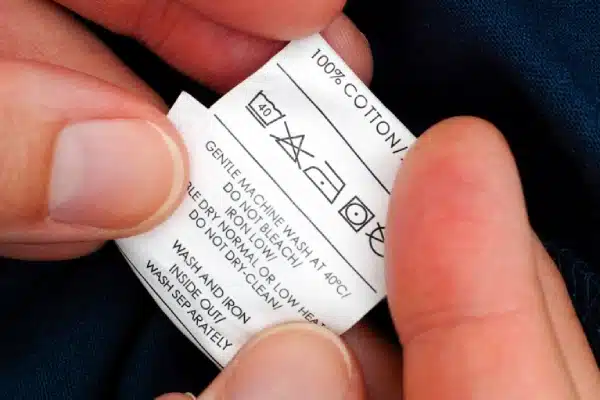 100% COTTON/
40
GENTLE MACHINE WASH AT 40°C/
DO NOT BLEACH/
IRON LOW/
BLE DRY NORMAL OR LOW HEAT
DO NOT DRY-CLEAN/
WASH AND IRON
INSIDE OUT/
WASH SEPARATELY